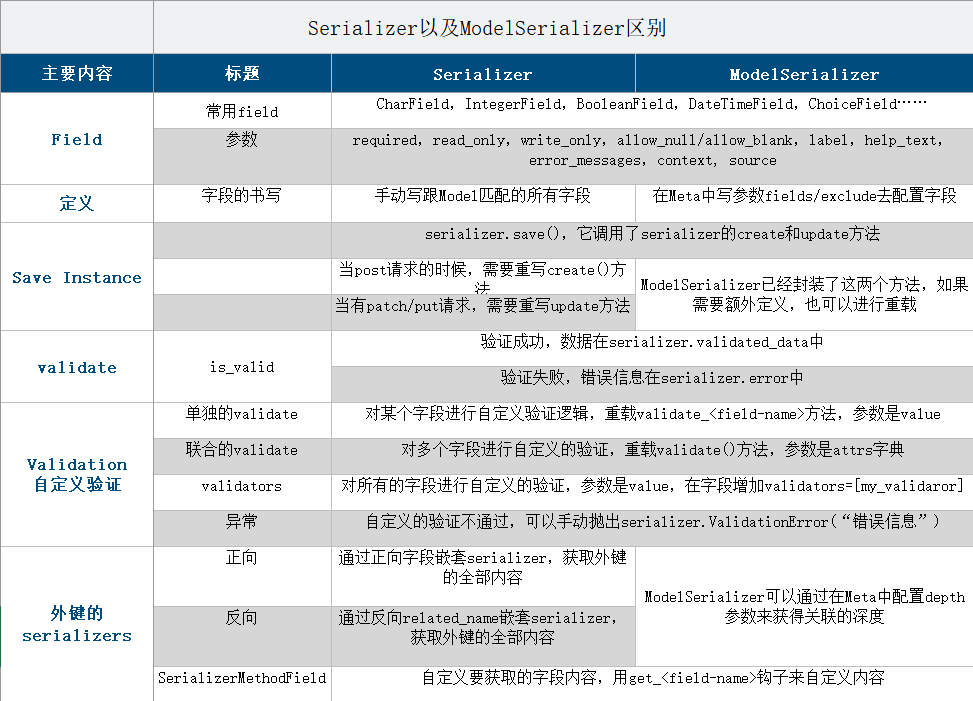 Serializer以及ModelSerializer区别
主要内容
标题
Serializer
ModelSerializer
Field
常用field
CharField, IntegerField, BooleanField, DateTimeField, ChoiceField……
参数
required, read_only, write_only, allow_null/allow_blank, label, help_text,
error_messages, context, source
定义
字段的书写
手动写跟Model匹配的所有字段
在Meta中写参数fields/exclude去配置字段
Save Instance
serializer.save(), 它调用了serializer的create和update方法
当post请求的时候, 需要重写create()方
法
当有patch/put请求, 需要重写update方法
ModelSerializer已经封装了这两个方法, 如果
需要额外定义, 也可以进行重载
validate
is_valid
验证成功, 数据在serializer.validated_data中
验证失败, 错误信息在serializer.error中
Validation
自定义验证
单独的validate
对某个字段进行自定义验证逻辑, 重载validate_<field-name>方法, 参数是value
联合的validate
对多个字段进行自定义的验证, 重载validate()方法, 参数是attrs字典
validators
对所有的字段进行自定义的验证, 参数是value, 在字段增加validators=[my_validaror]
异常
自定义的验证不通过, 可以手动抛出serializer.ValidationError(“错误信息”)
外键的
serializers
正向
通过正向字段嵌套serializer, 获取外键
的全部内容
反向
通过反向related_name嵌套serializer,
获取外键的全部内容
ModelSerializer可以通过在Meta中配置depth
参数来获得关联的深度
SerializerMethodField
自定义要获取的字段内容, 用get_<field-name>钩子来自定义内容